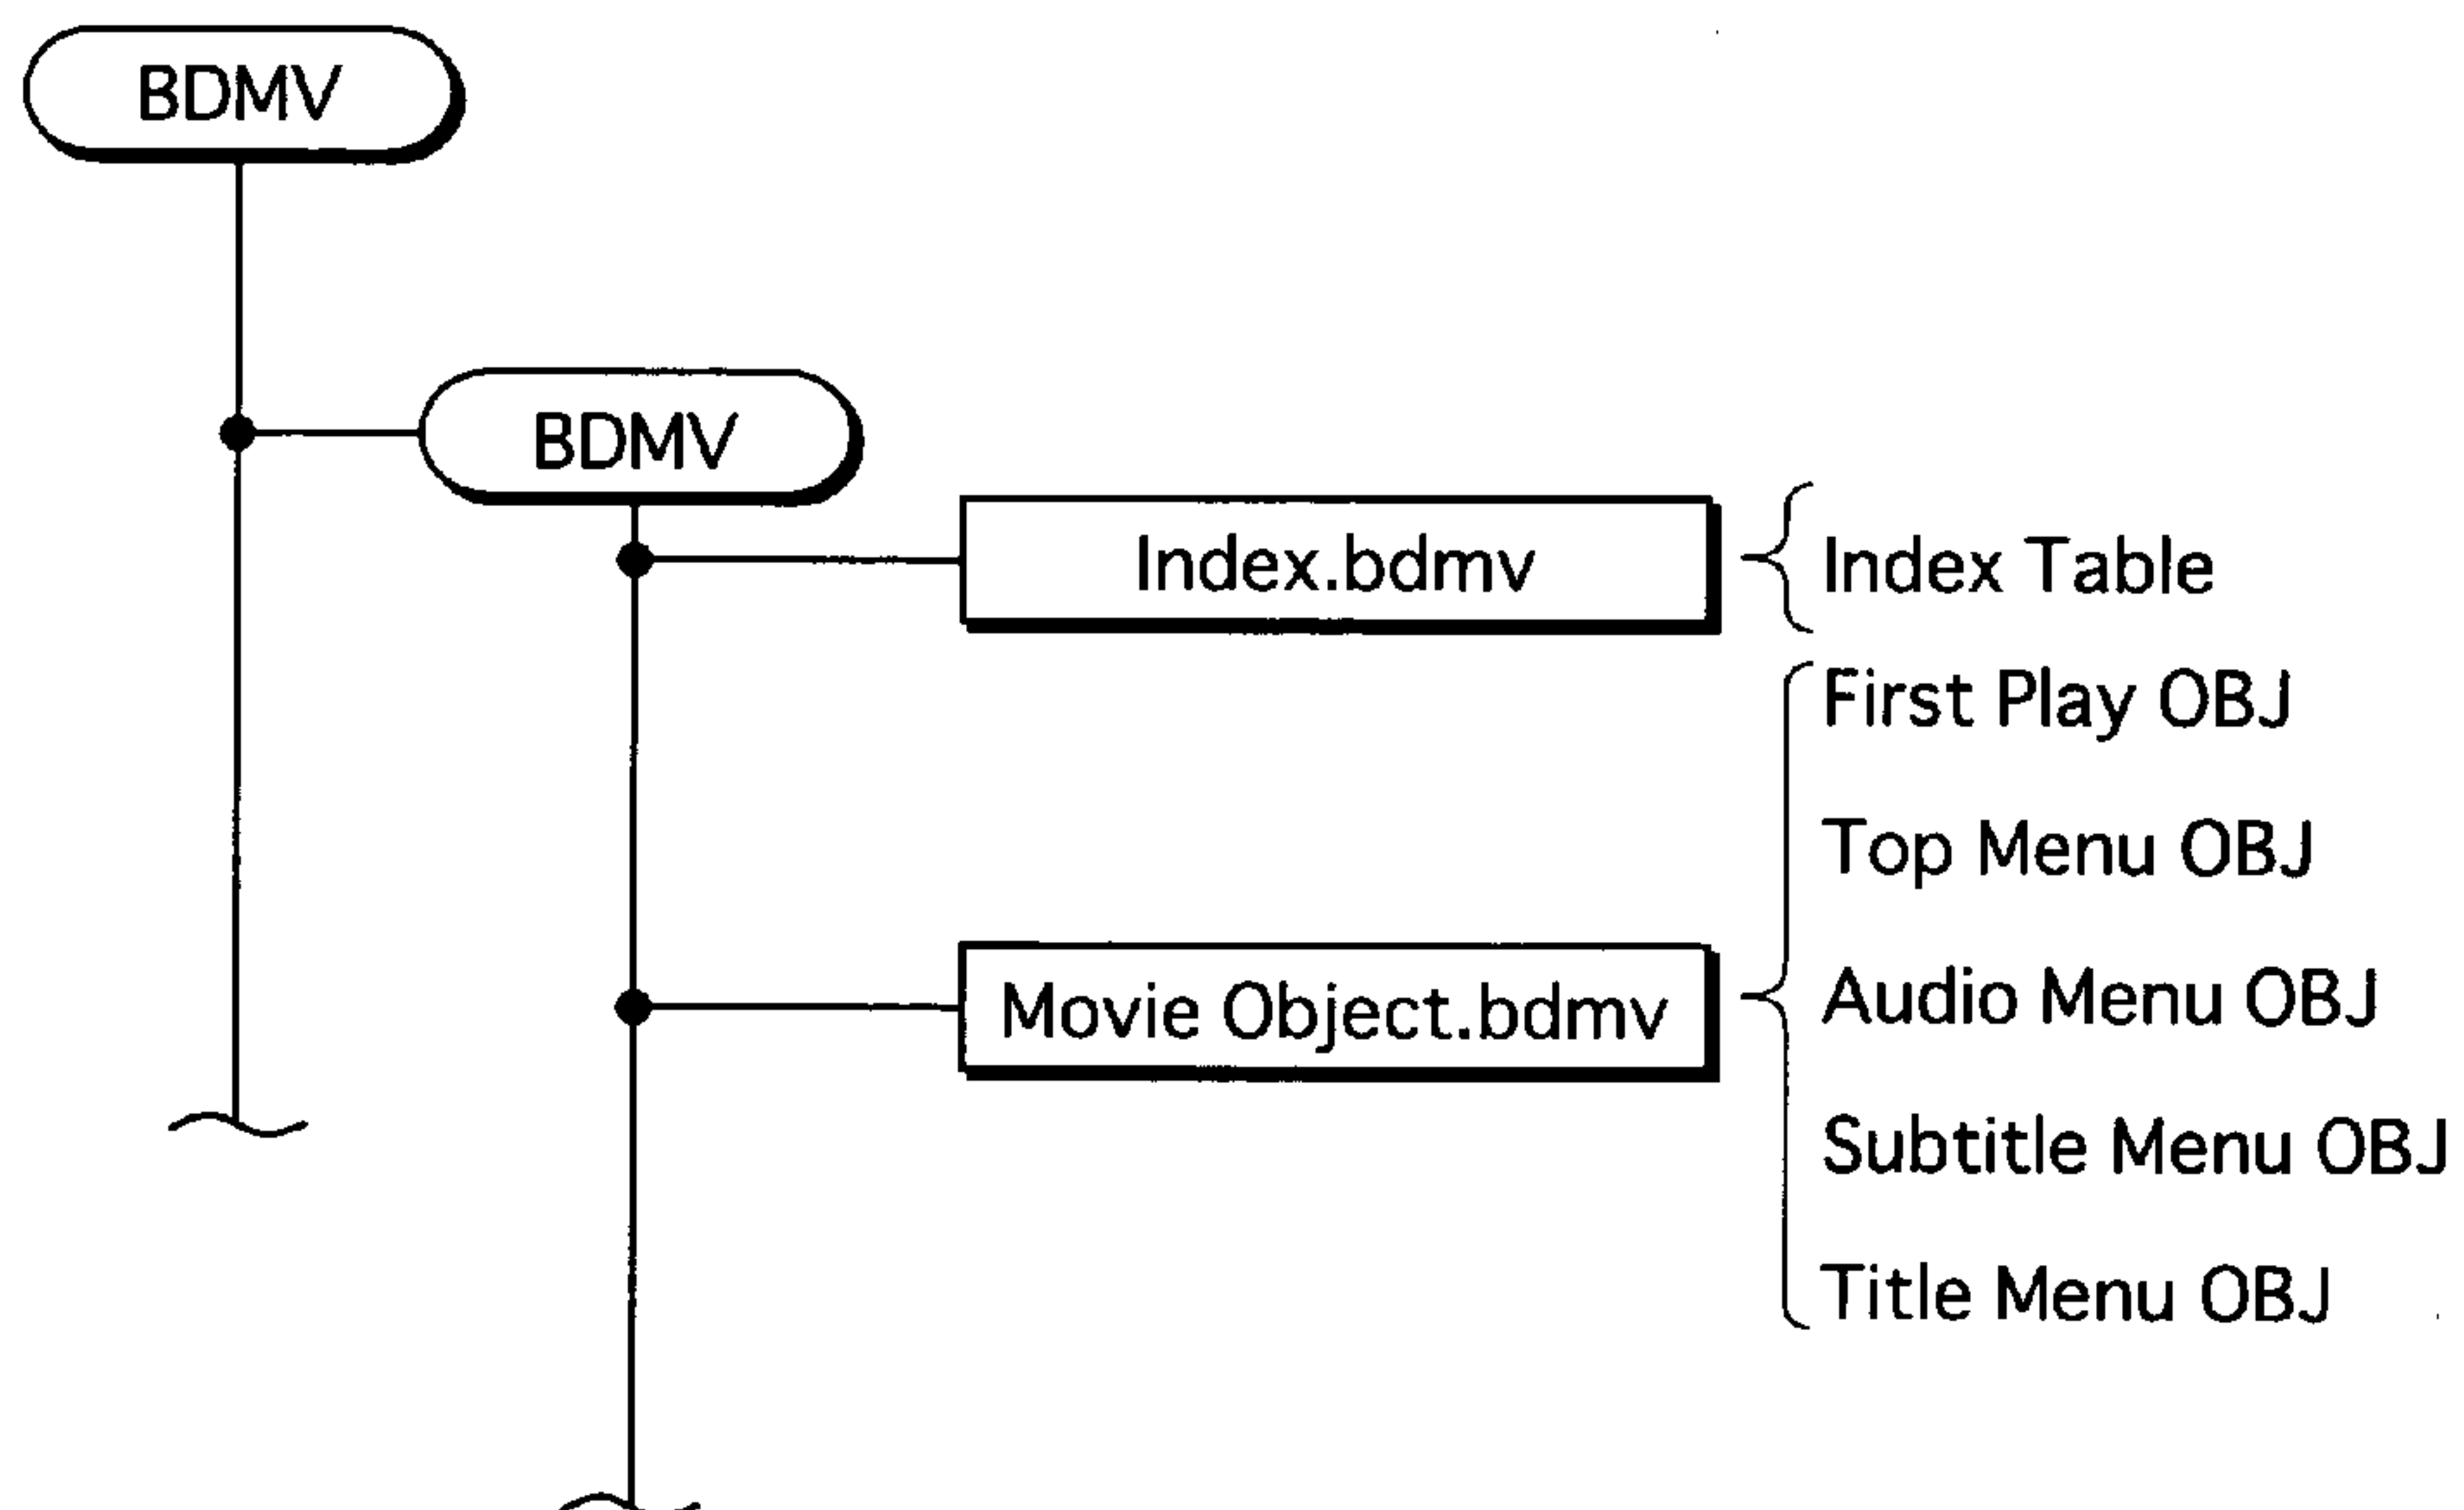 BDMV
BDMV
Index.bdmv
Index Table
First Play OBJ
Top Menu OBJ
Movie Object.bdmv
Audio Menu OBJ
Subtitle Menu OBJ
Title Menu OBJ